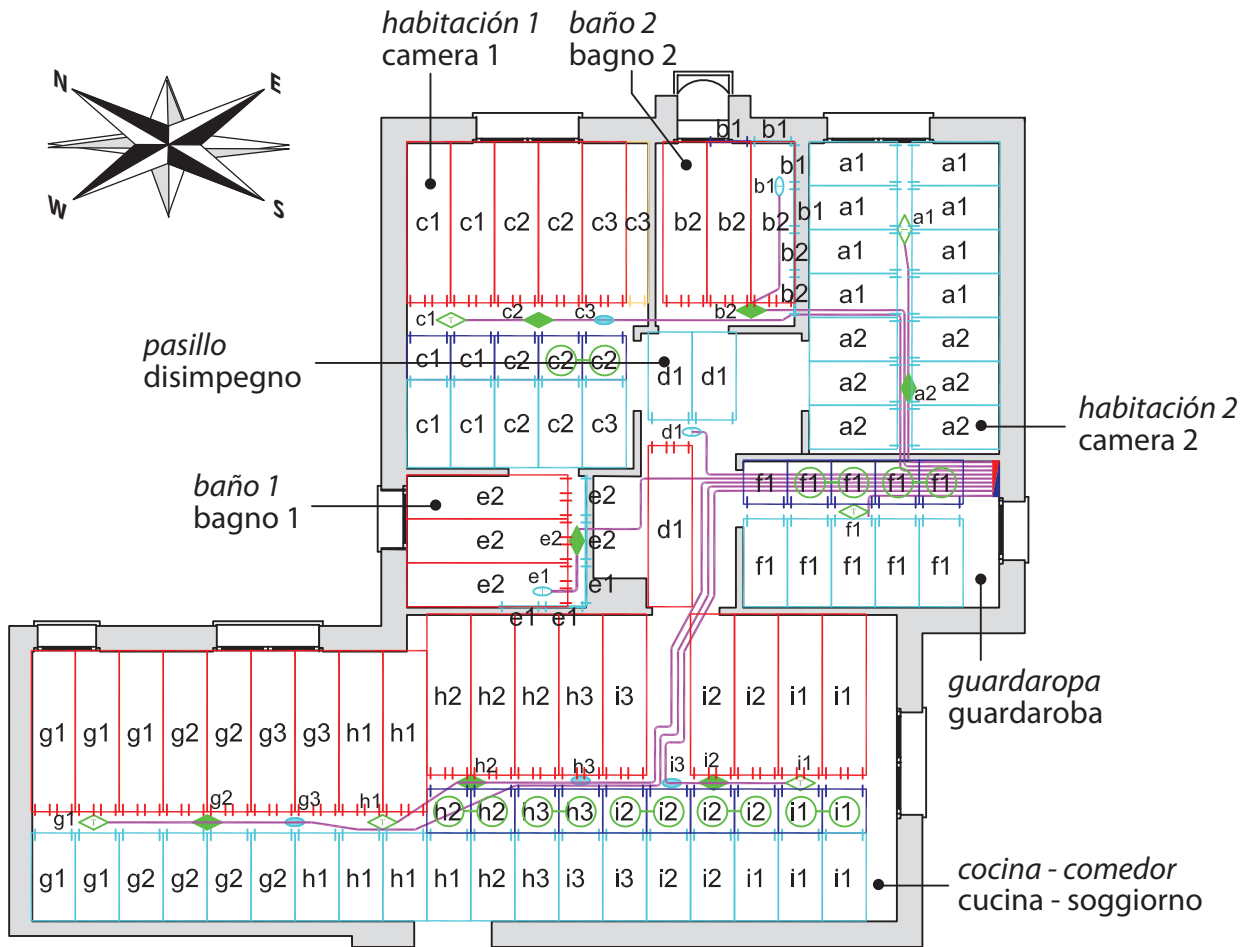 habitación 1
camera 1
baño 2
bagno 2
N
E
W
S
b1 b1
a1 a1
b1
b1
c1 c1 c2 c2 c3 c3
b2 b2 b2
b1
a1 a1 a1
b2
a1 a1
b2
a1 a1
c1 c2 c3
b2
a2 a2
pasillo
disimpegno
c1 c1 c2 c2 c2
d1 d1
a2 a2 a2
habitación 2
camera 2
c1 c1 c2 c2 c3
d1
a2 a2
baño 1
bagno 1
e2 e2
f1 f1 f1 f1 f1
e2 e2 e2
d1
f1
e2 e1 e1
f1 f1 f1 f1 f1
e1 e1
guardaropa
guardaroba
h2 h2 h2 h3 i3 i2 i2 i1 i1
g1 g1 g1 g2 g2 g3 g3 h1 h1
h2 h3 i3 i2 i1
g1 g2 g3 h1
h2 h2 h3 h3 i2 i2 i2 i2 i1 i1
g1 g1 g2 g2 g2 g2 h1 h1 h1 h1 h2 h3 i3 i3 i2 i2 i1 i1 i1
cocina - comedor
cucina - soggiorno